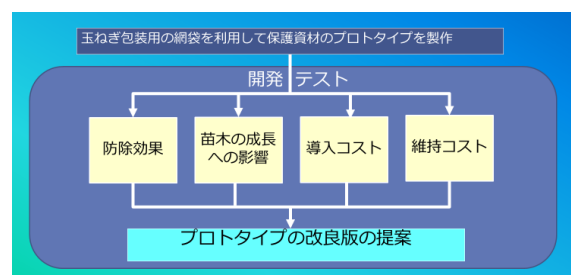 玉ねぎ包装用の網袋を利用して保護資材のプロトタイプを製作
開発 テスト
防除効果
苗木の成長
への影響
導入コスト
維持コスト
プロトタイプの改良版の提案